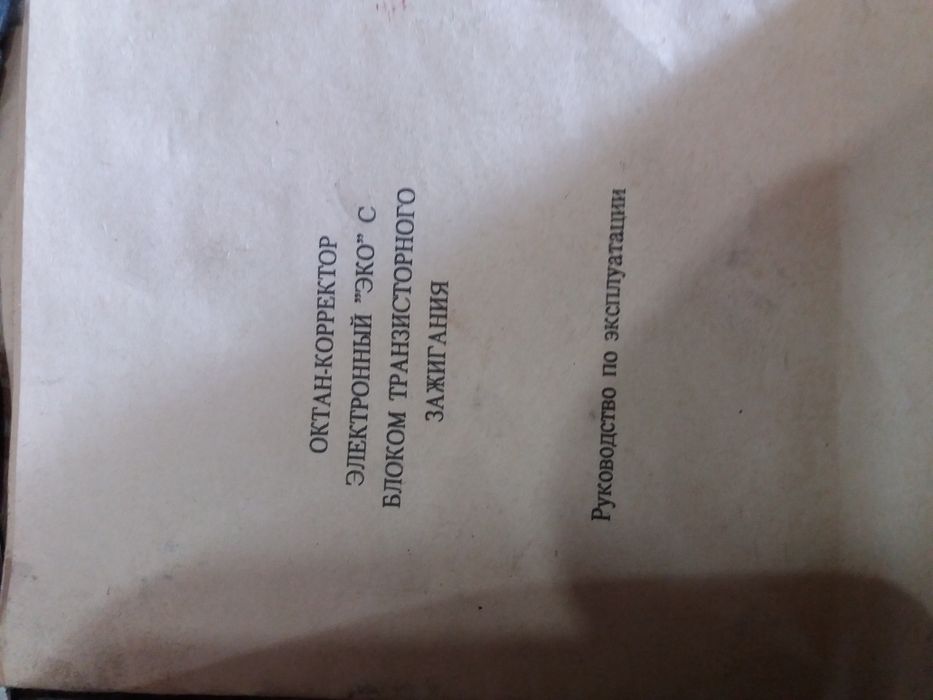 ОКТАН-КОРРЕКТОР
ЭЛЕКТРОННЫЙ "ЭКО" С
БЛОКОМ ТРАНЗИСТОРНОГО
ЗАЖИГАНИЯ
Руководство по эксплуатации